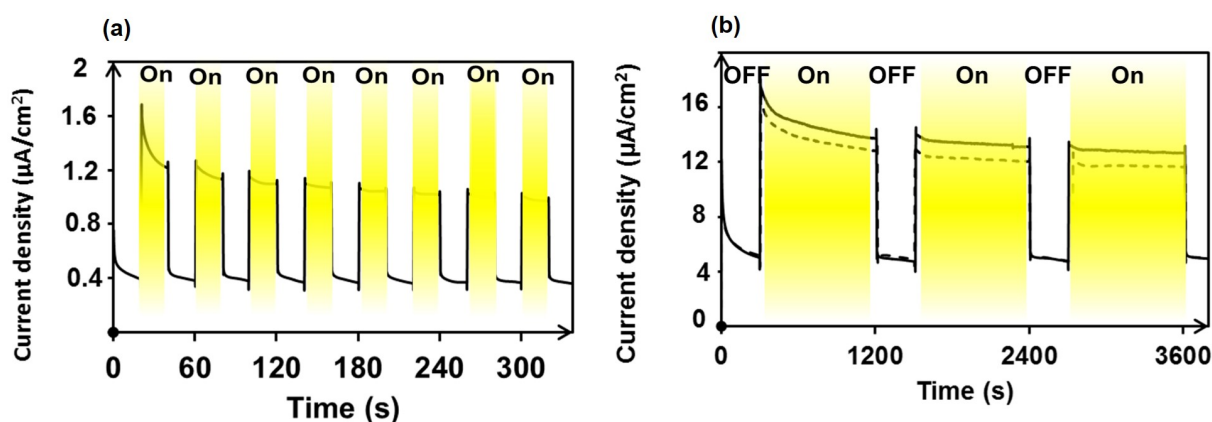 (a)
2
1.6
1.2
0.8
0.4
Current density (µA/cm²)
On On On On On On On On
0 60 120 180 240 300
Time (s)
(b)
16
12
8
4
0
Current density (µA/cm²)
OFF On OFF On OFF On
0 1200 2400 3600
Time (s)